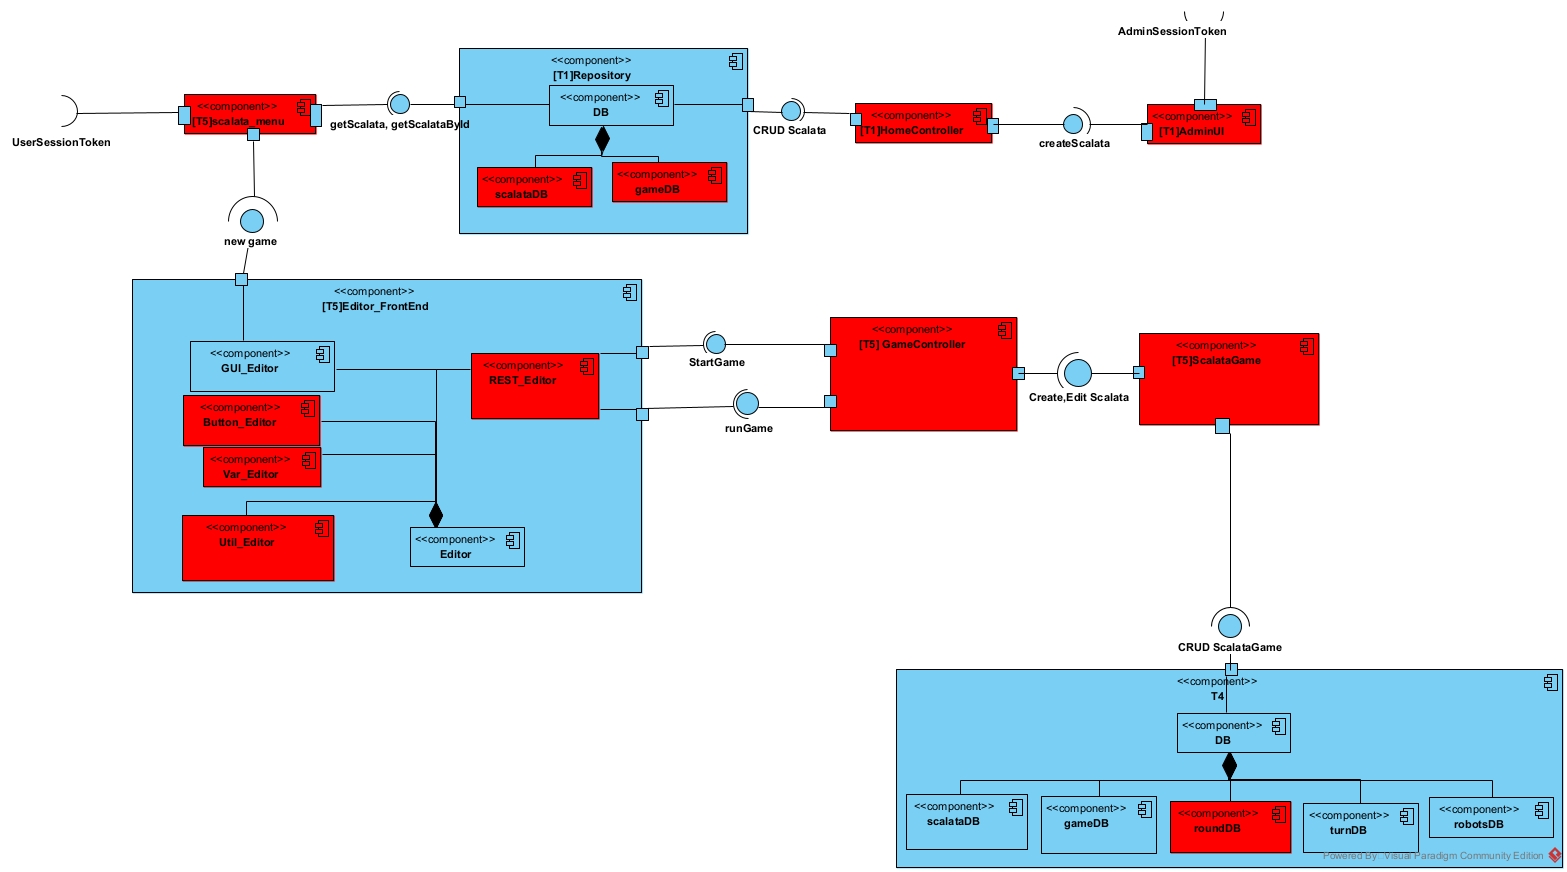 AdminSessionToken
<<component>>
[T1]Repository
<<component>>
DB
<<component>>
[T5]scalata_menu
getScalata, getScalataById
CRUD Scalata
<<component>>
[T1]HomeController
createScalata
<<component>>
[T1]AdminUI
UserSessionToken
<<component>>
scalataDB
<<component>>
gameDB
new game
<<component>>
[T5]Editor_FrontEnd
<<component>>
GUI_Editor
<<component>>
REST_Editor
StartGame
runGame
<<component>>
[T5] GameController
Create,Edit Scalata
<<component>>
[T5]ScalataGame
<<component>>
Button_Editor
<<component>>
Var_Editor
<<component>>
Util_Editor
<<component>>
Editor
CRUD ScalataGame
<<component>>
T4
<<component>>
DB
<<component>>
scalataDB
<<component>>
gameDB
<<component>>
roundDB
<<component>>
turnDB
<<component>>
robotsDB
Powered By Visual Paradigm Community Edition